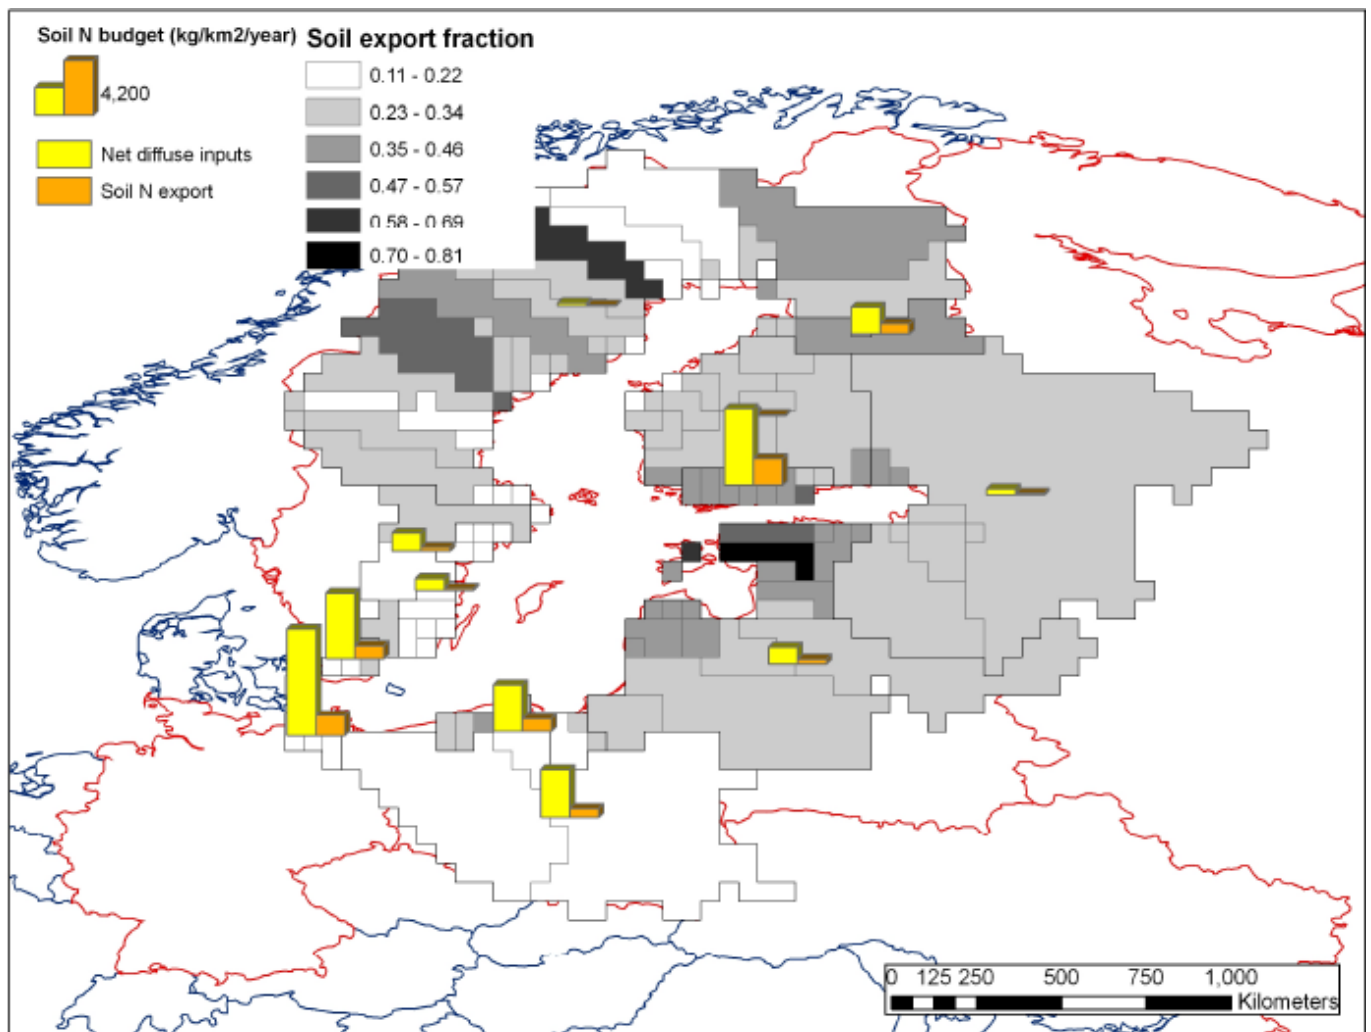 Soil N budget (kg/km2/year)
4,200
Net diffuse inputs
Soil N export
Soil export fraction
0.11 - 0.22
0.23 - 0.34
0.35 - 0.46
0.47 - 0.57
0.58 - 0.69
0.70 - 0.81
0 125 250 500 750 1,000
Kilometers